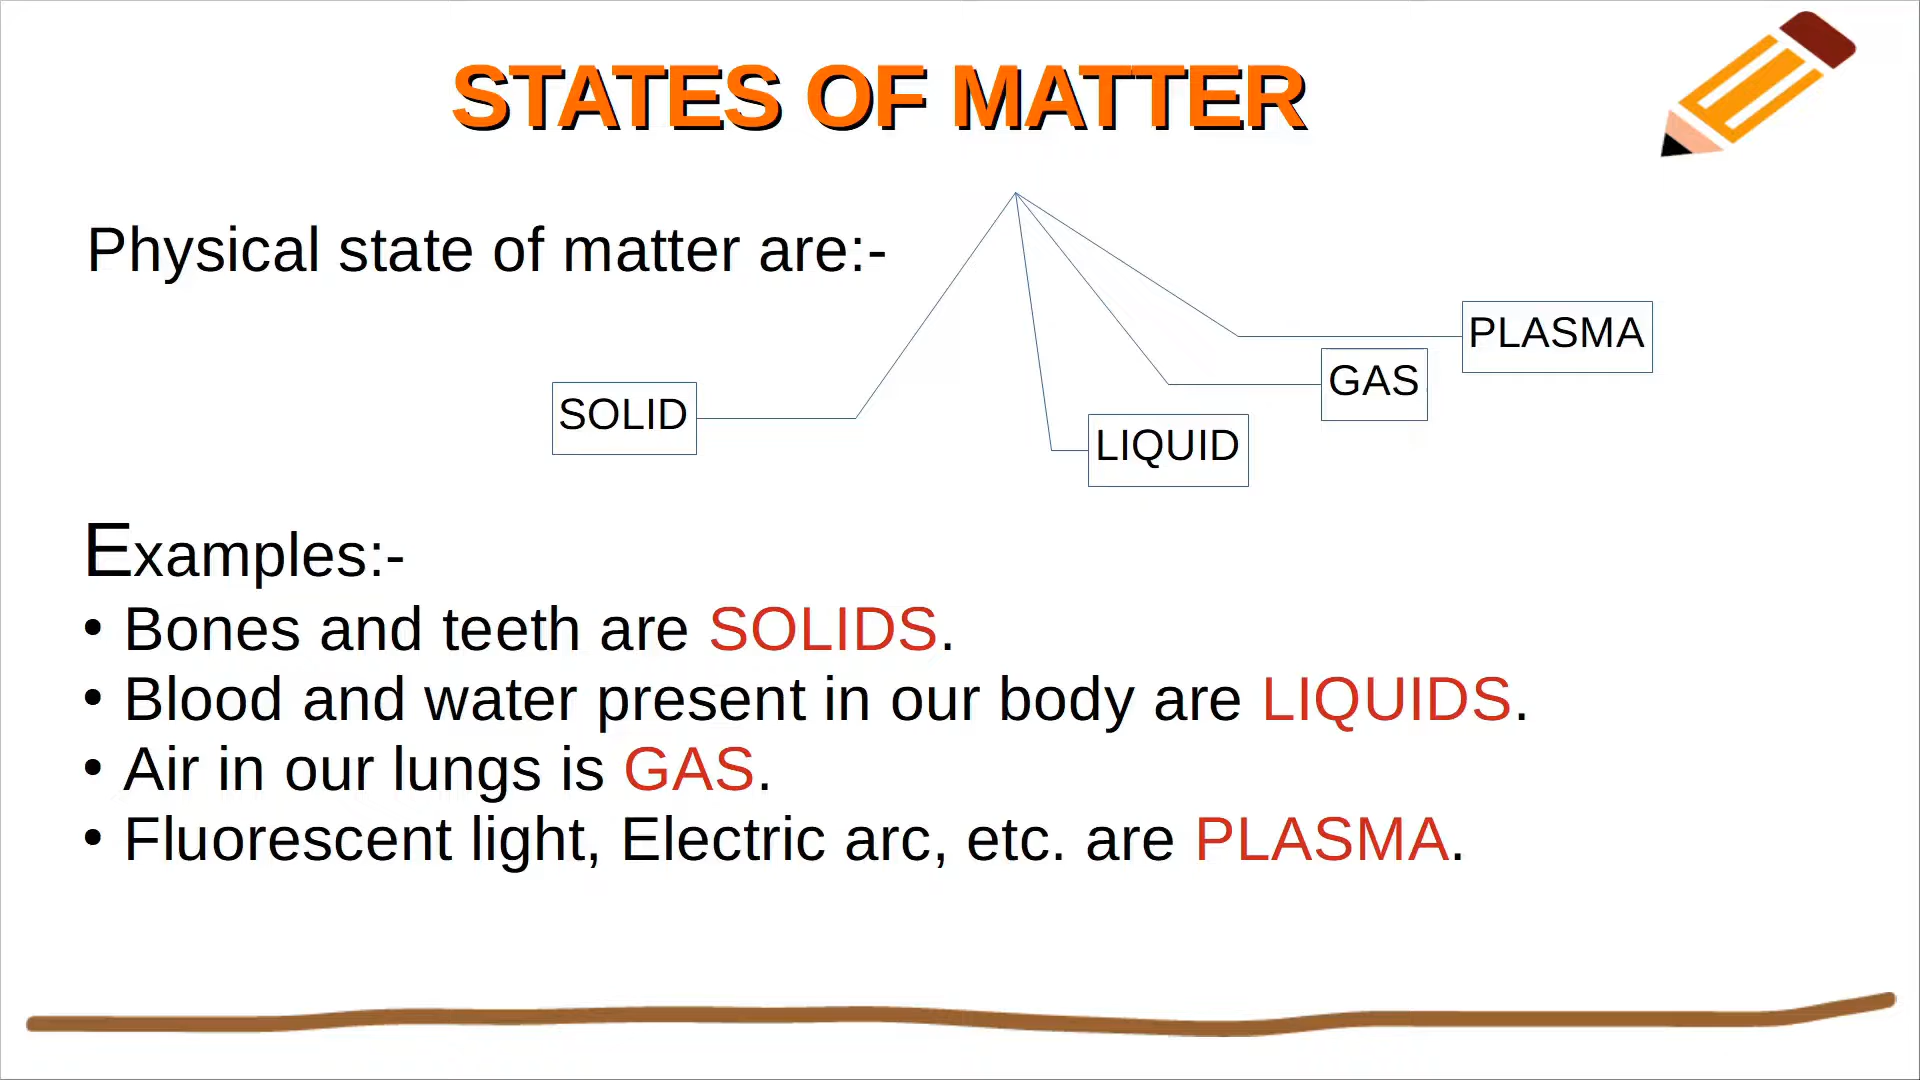 STATES OF MATTER
Physical state of matter are:-
PLASMA
GAS
SOLID
LIQUID
Examples:-
• Bones and teeth are SOLIDS.
• Blood and water present in our body are LIQUIDS.
• Air in our lungs is GAS.
• Fluorescent light, Electric arc, etc. are PLASMA.